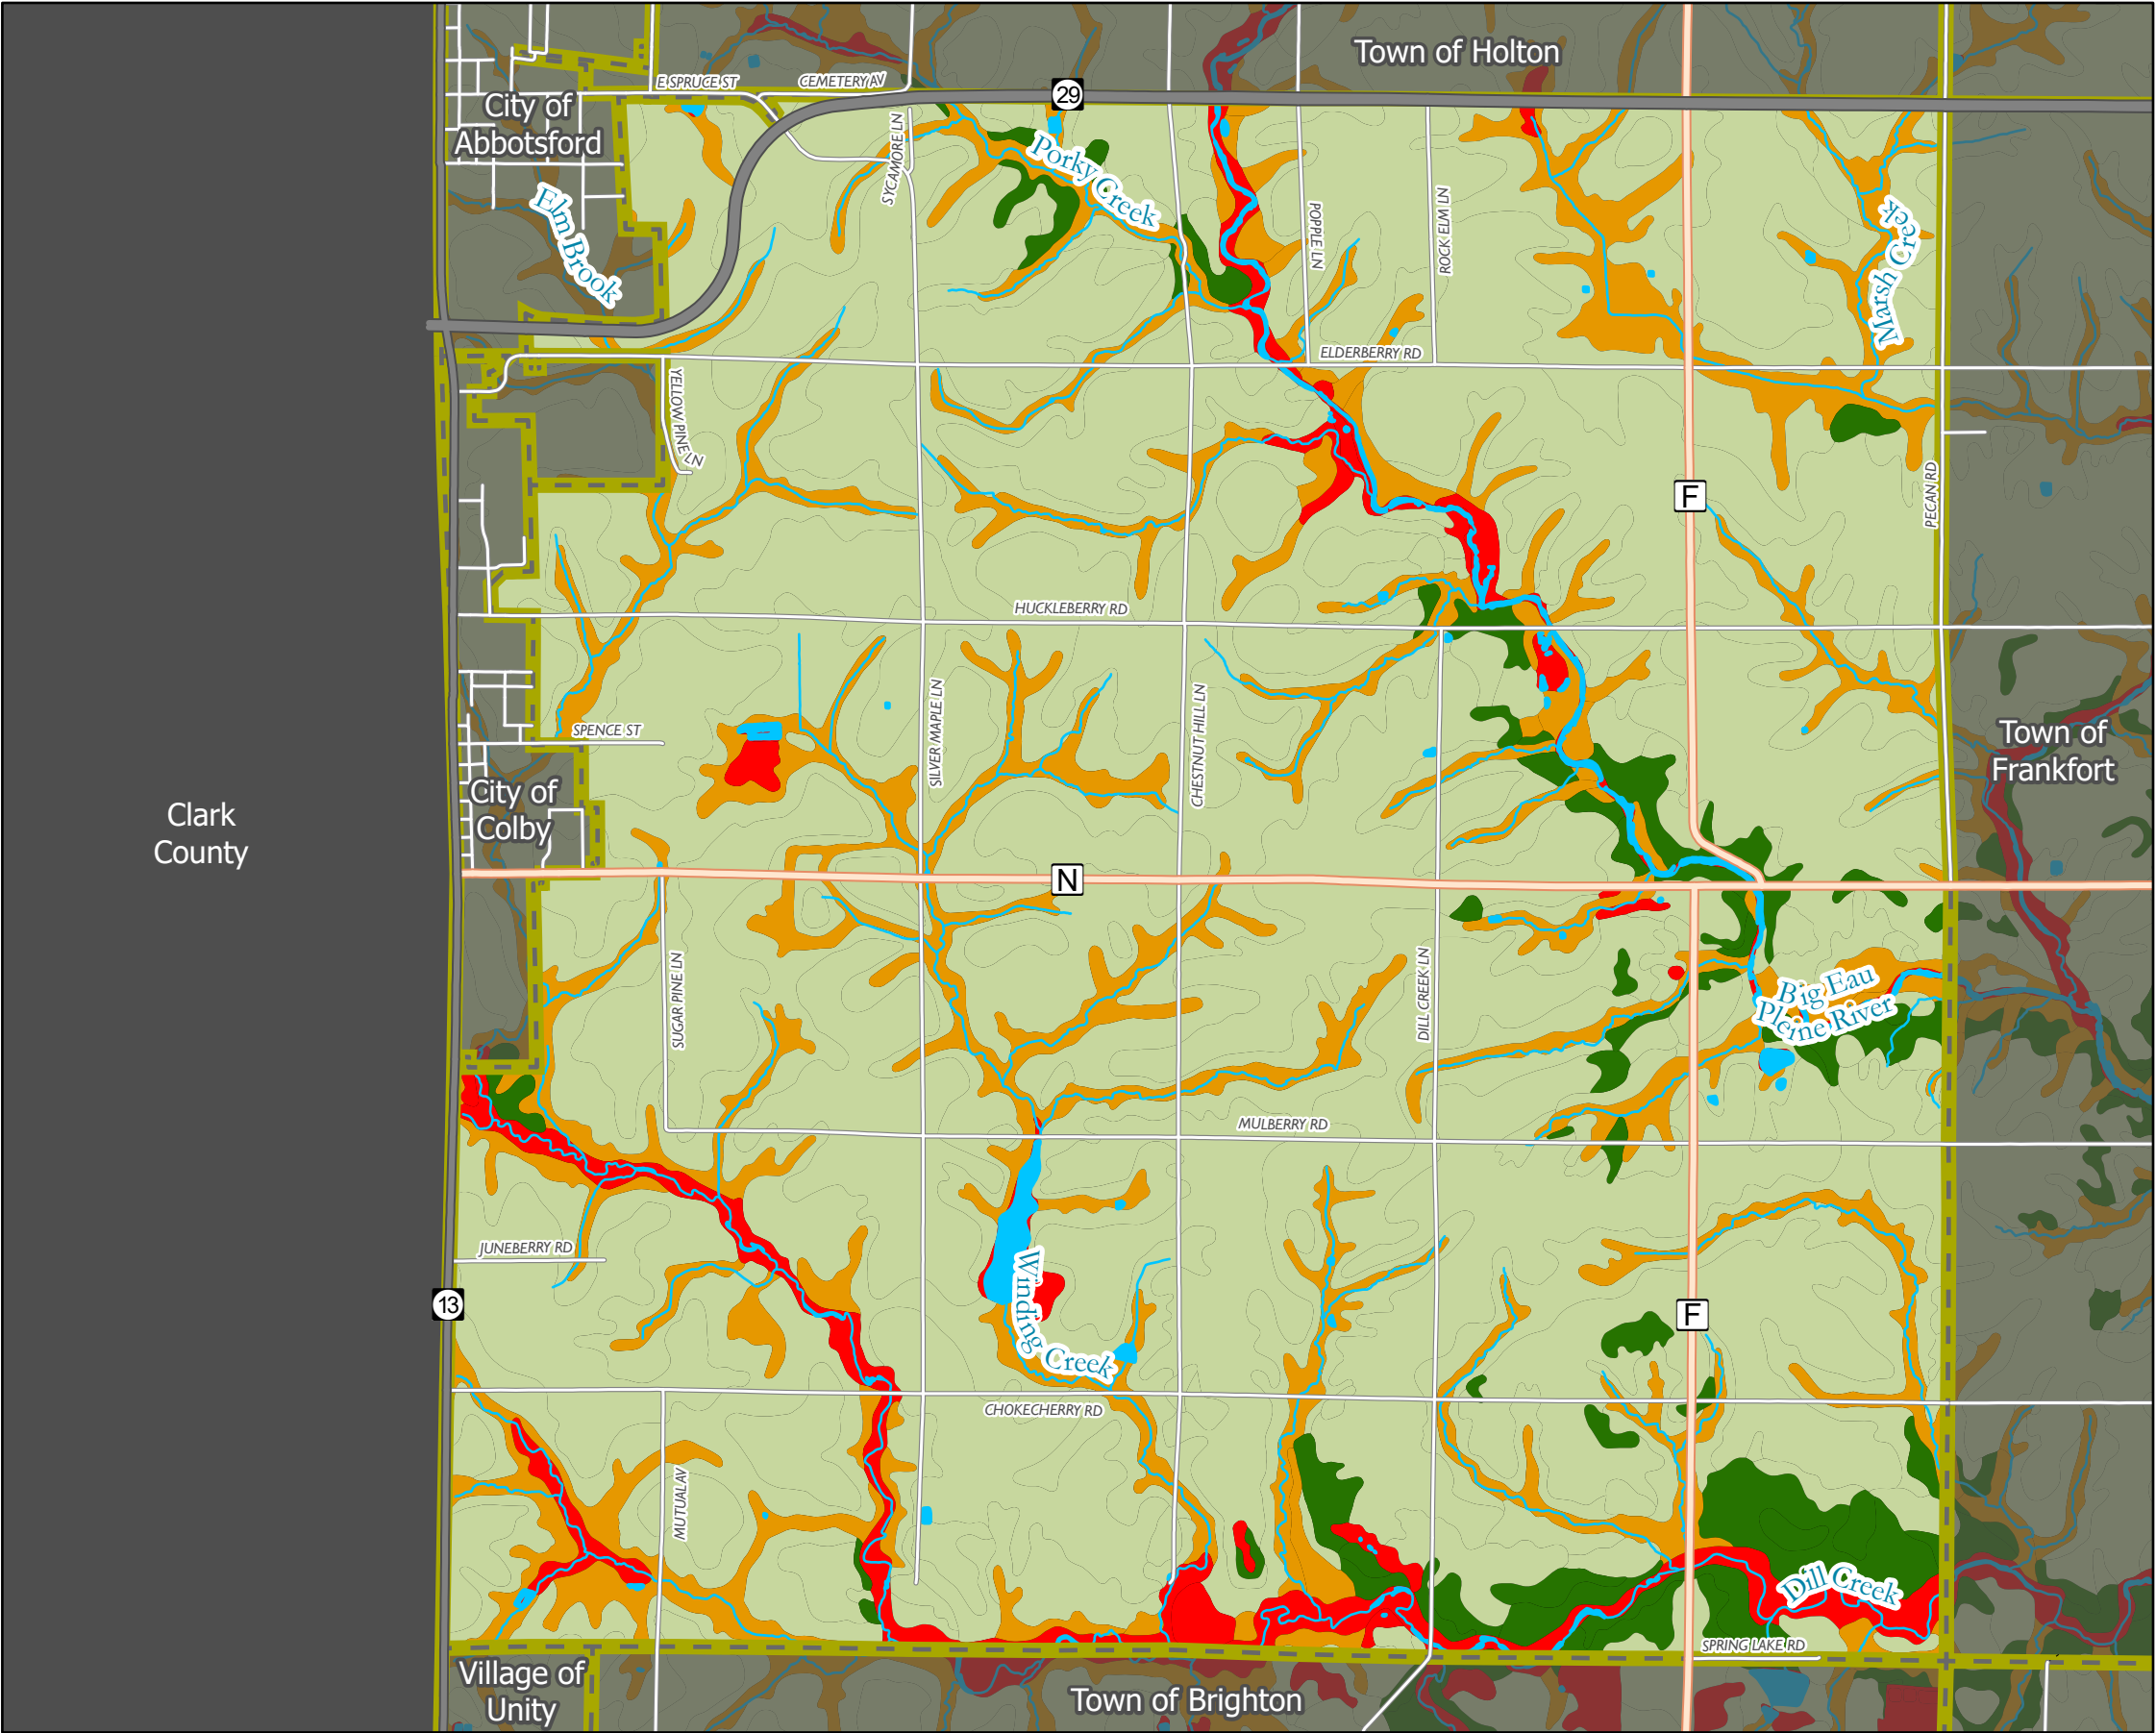 Town of Holton
E SPRUCE ST
CEMETERY AV
29
City of
Abbotsford
SYCAMORE LN
Porky Creek
Elm Brook
POPPLE LN
ROCK ELM LN
Marsh Creek
ELDERBERRY RD
YELLOW PINE LN
F
PECAN RD
HUCKLEBERRY RD
SILVER MAPLE LN
CHESTNUT HILL LN
SPENCE ST
Town of
Frankfort
City of
Colby
Clark
County
N
SUGAR PINE LN
DILL CREEK LN
Big Eau
Pleine River
MULBERRY RD
JUNEBERRY RD
13
Winding Creek
F
CHOKECHERRY RD
MUTUAL AV
Dill Creek
SPRING LAKE RD
Village of
Unity
Town of Brighton